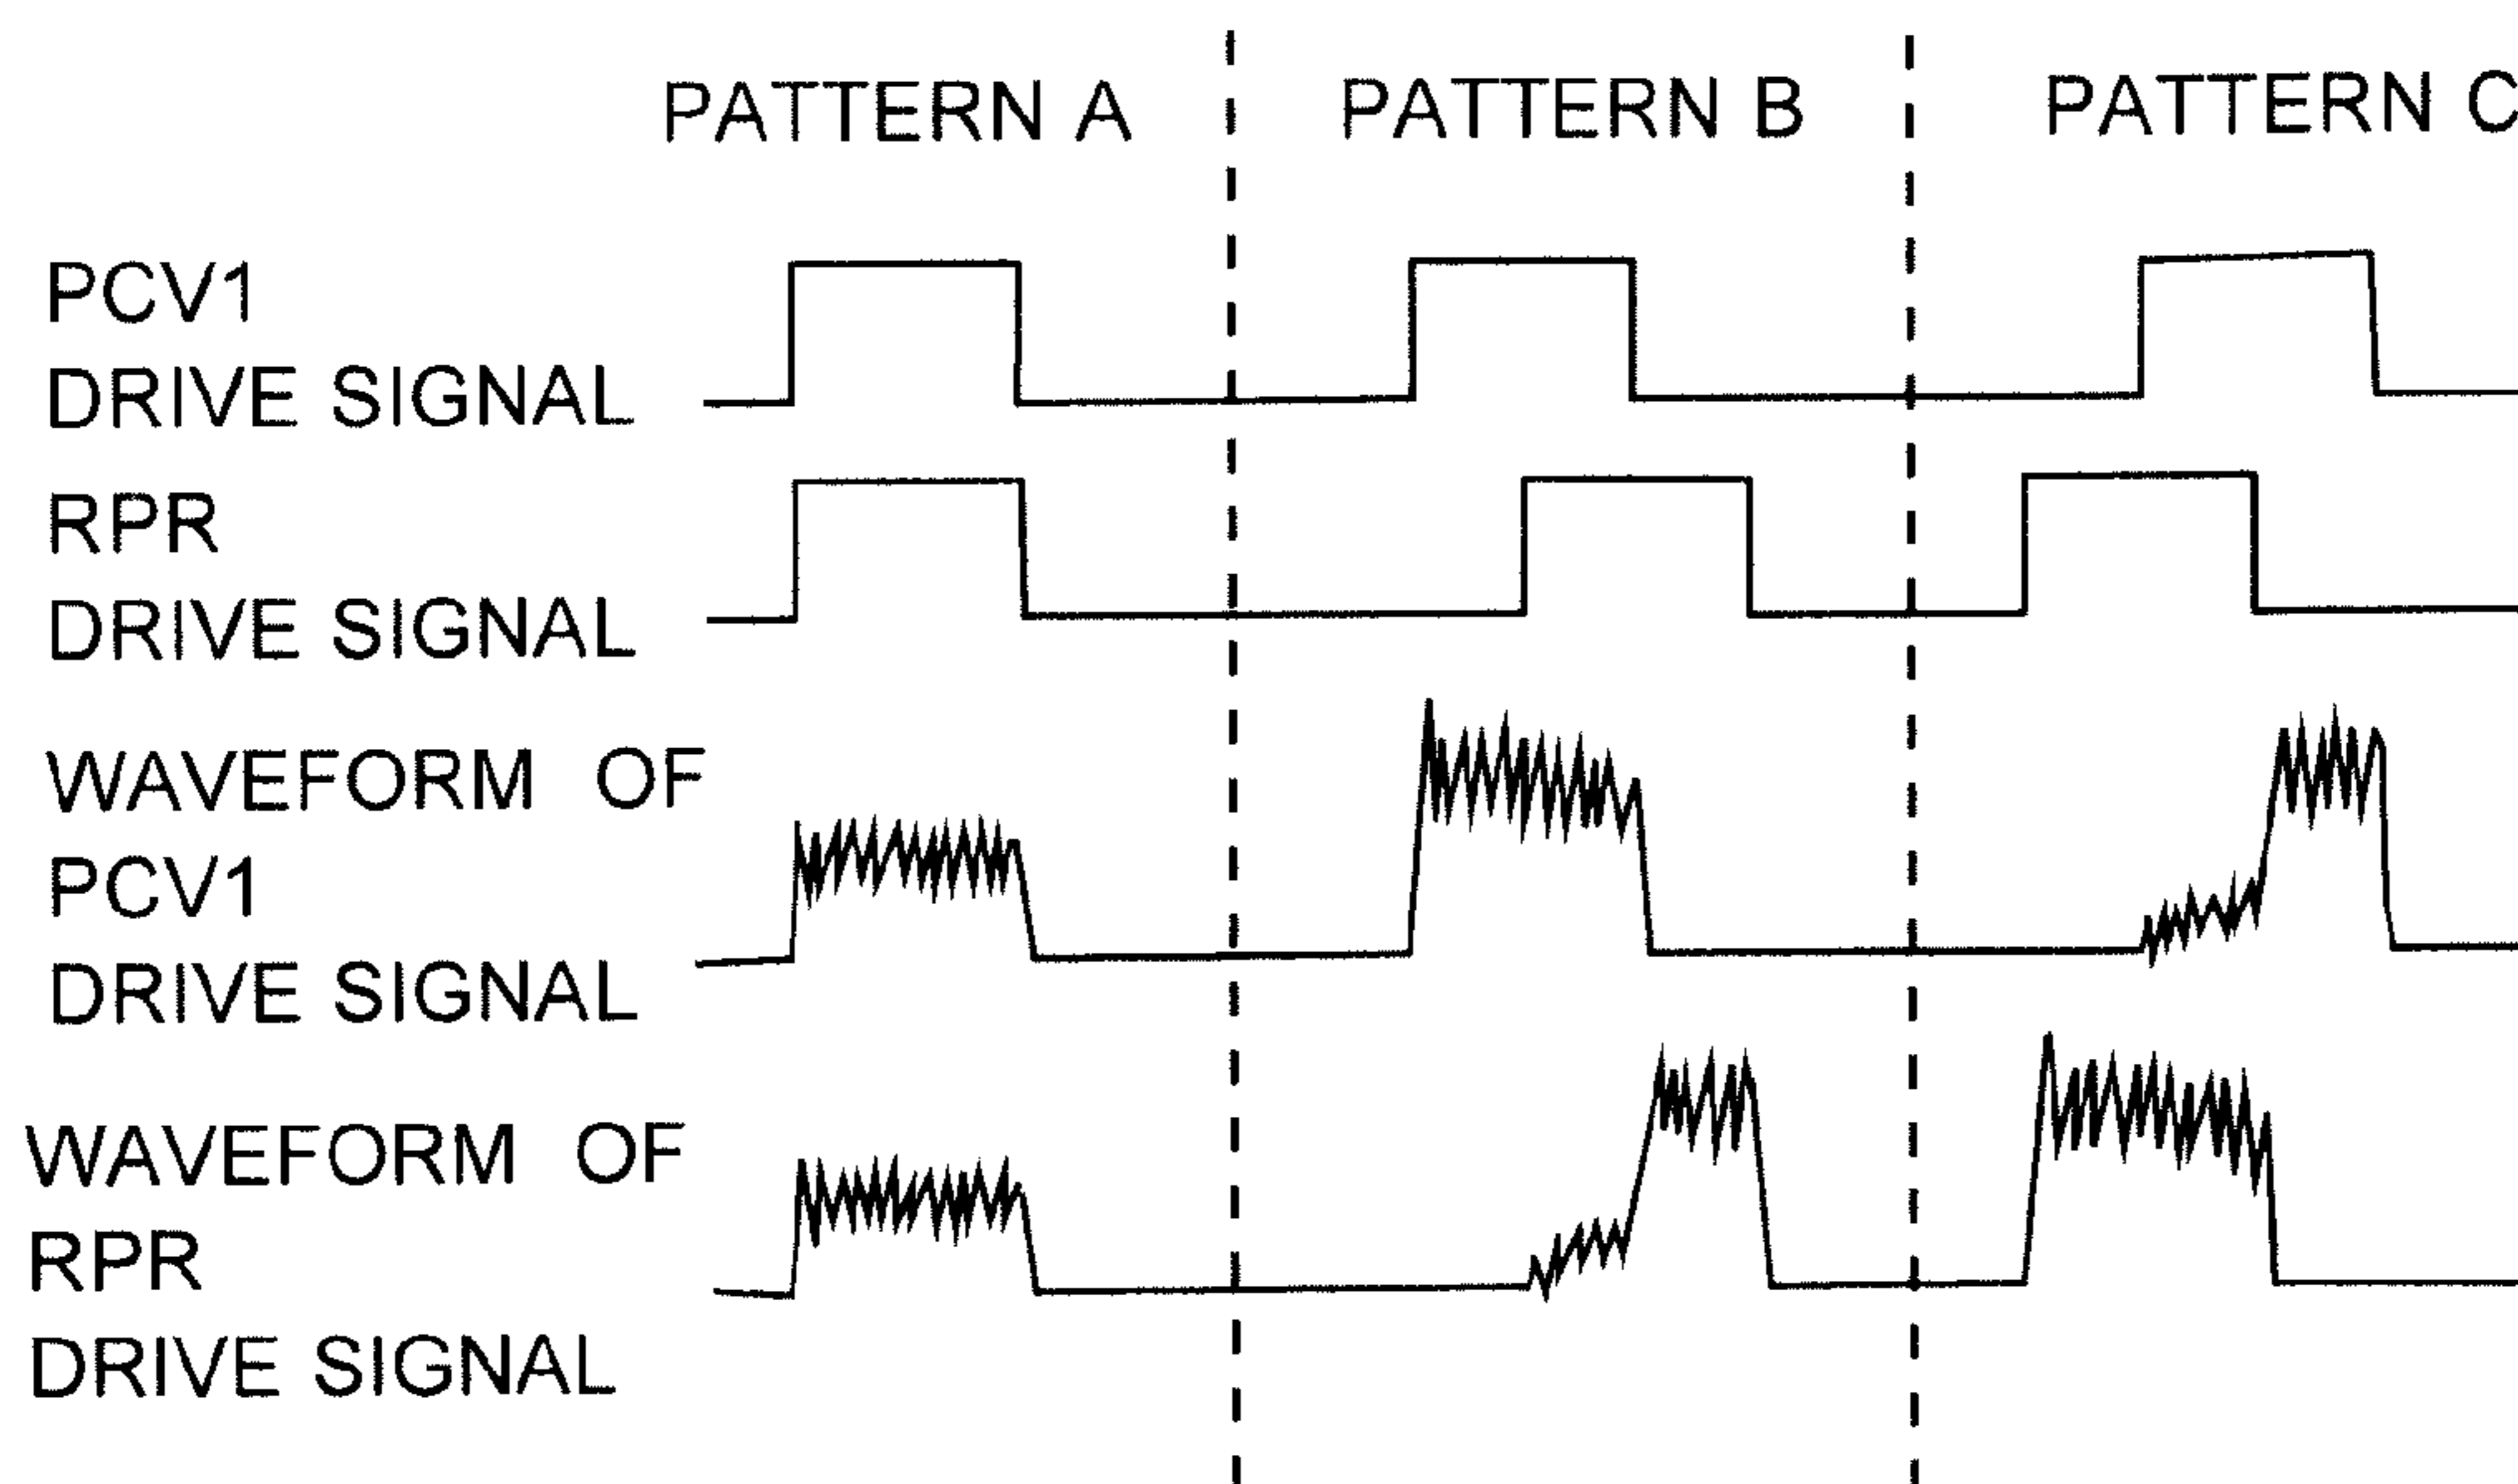 PATTERN A
PATTERN B
PATTERN C
PCV1
DRIVE SIGNAL
RPR
DRIVE SIGNAL
WAVEFORM OF
PCV1
DRIVE SIGNAL
WAVEFORM OF
RPR
DRIVE SIGNAL